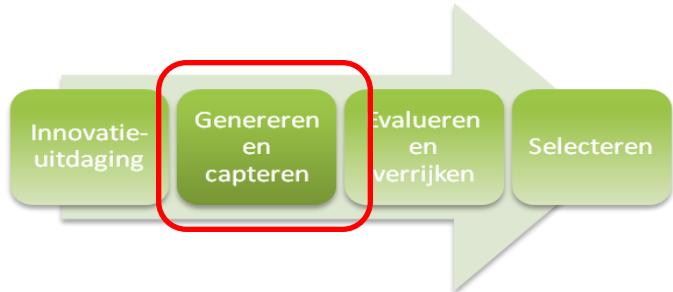 Innovatie-
uitdaging
Genereren
en
capteren
Evalueren
en
verrijken
Selecteren